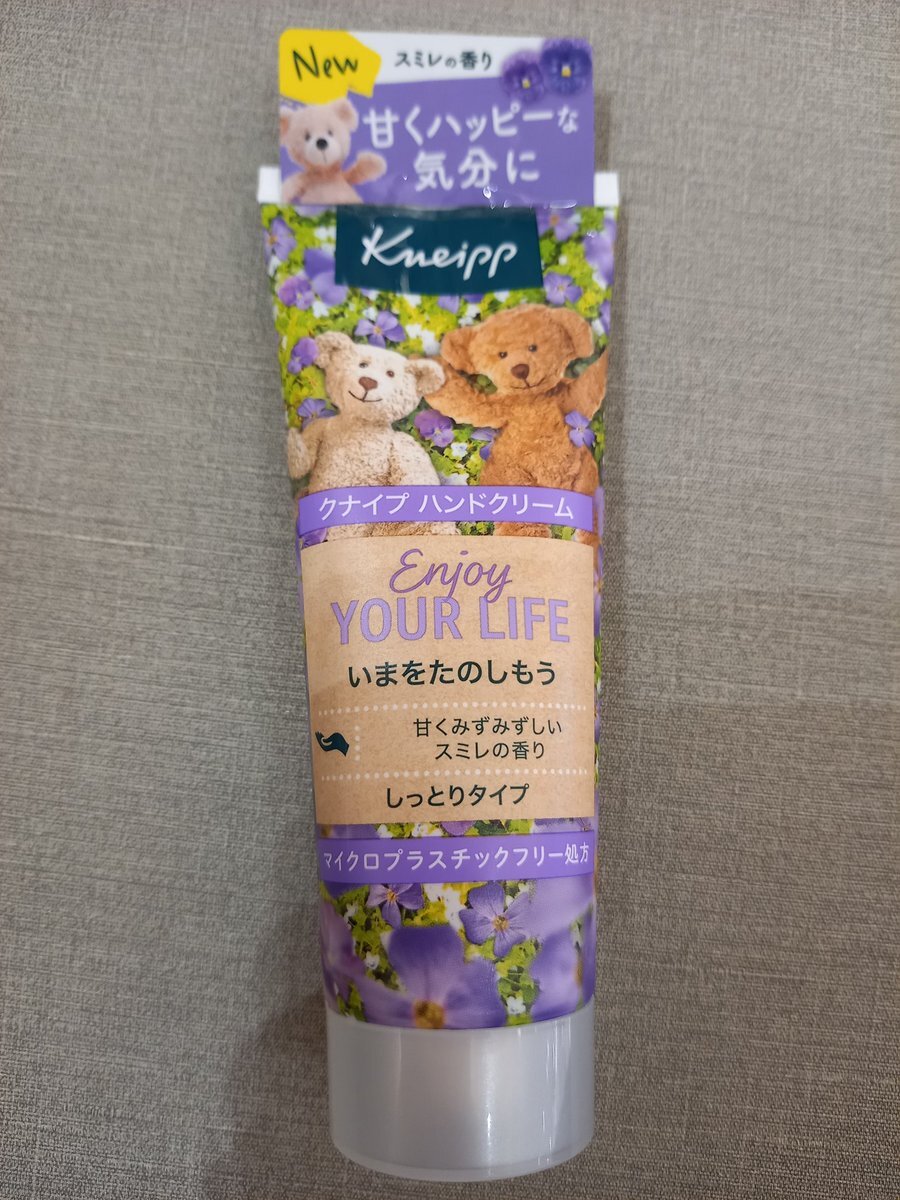 New
スミレの香り
甘くハッピーな
気分に
Kneipp
クナイプ ハンドクリーム
Enjoy
YOUR LIFE
いまをたのしもう
甘くみずみずしい
スミレの香り
しっとりタイプ
マイクロプラスチックフリー処方